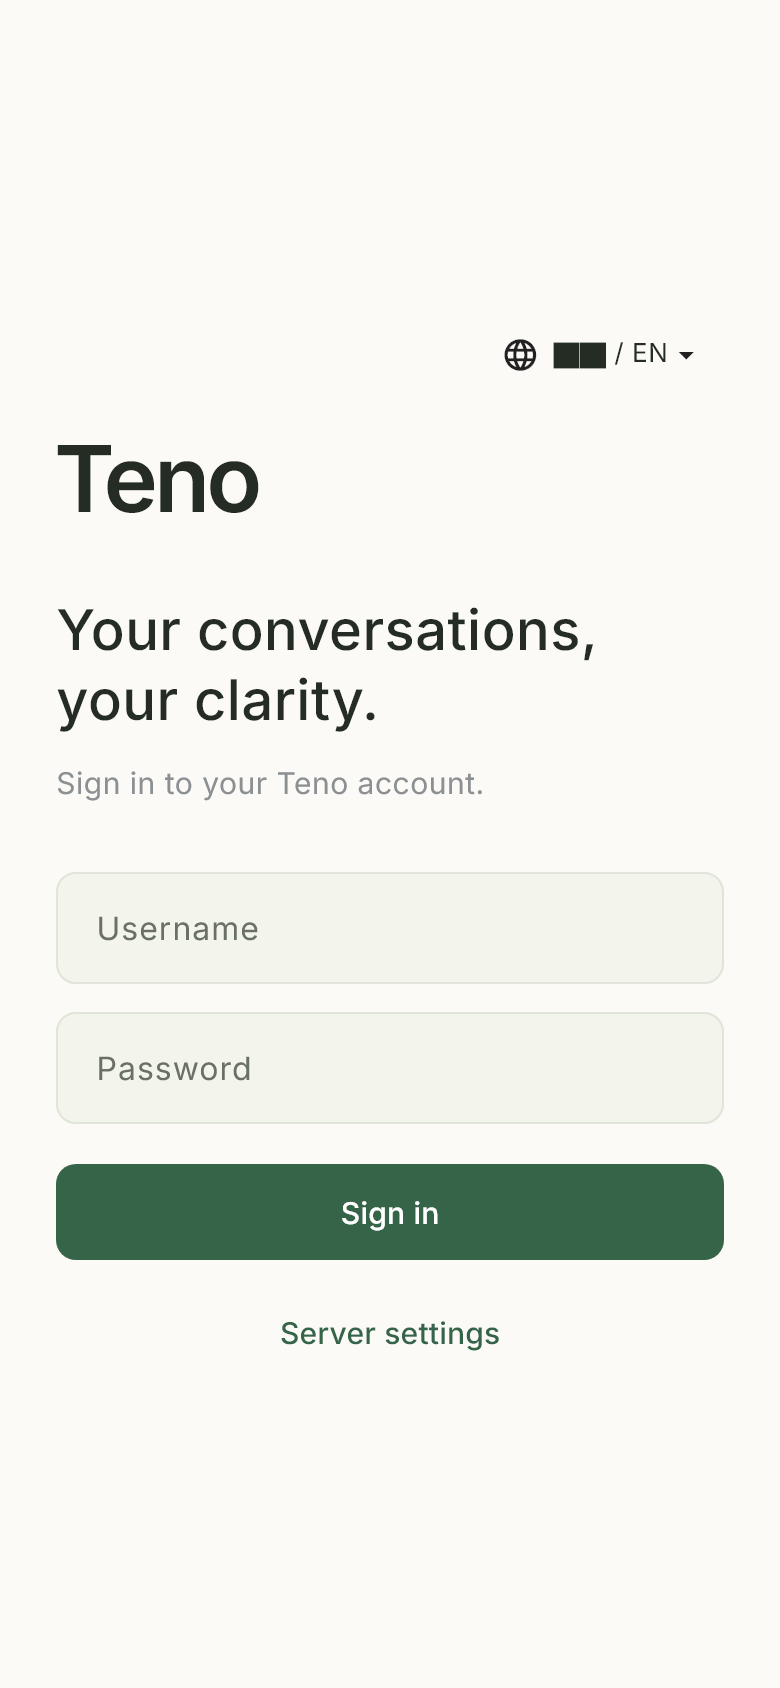 / EN
Teno
Your conversations,
your clarity.
Sign in to your Teno account.
Username
Password
Sign in
Server settings